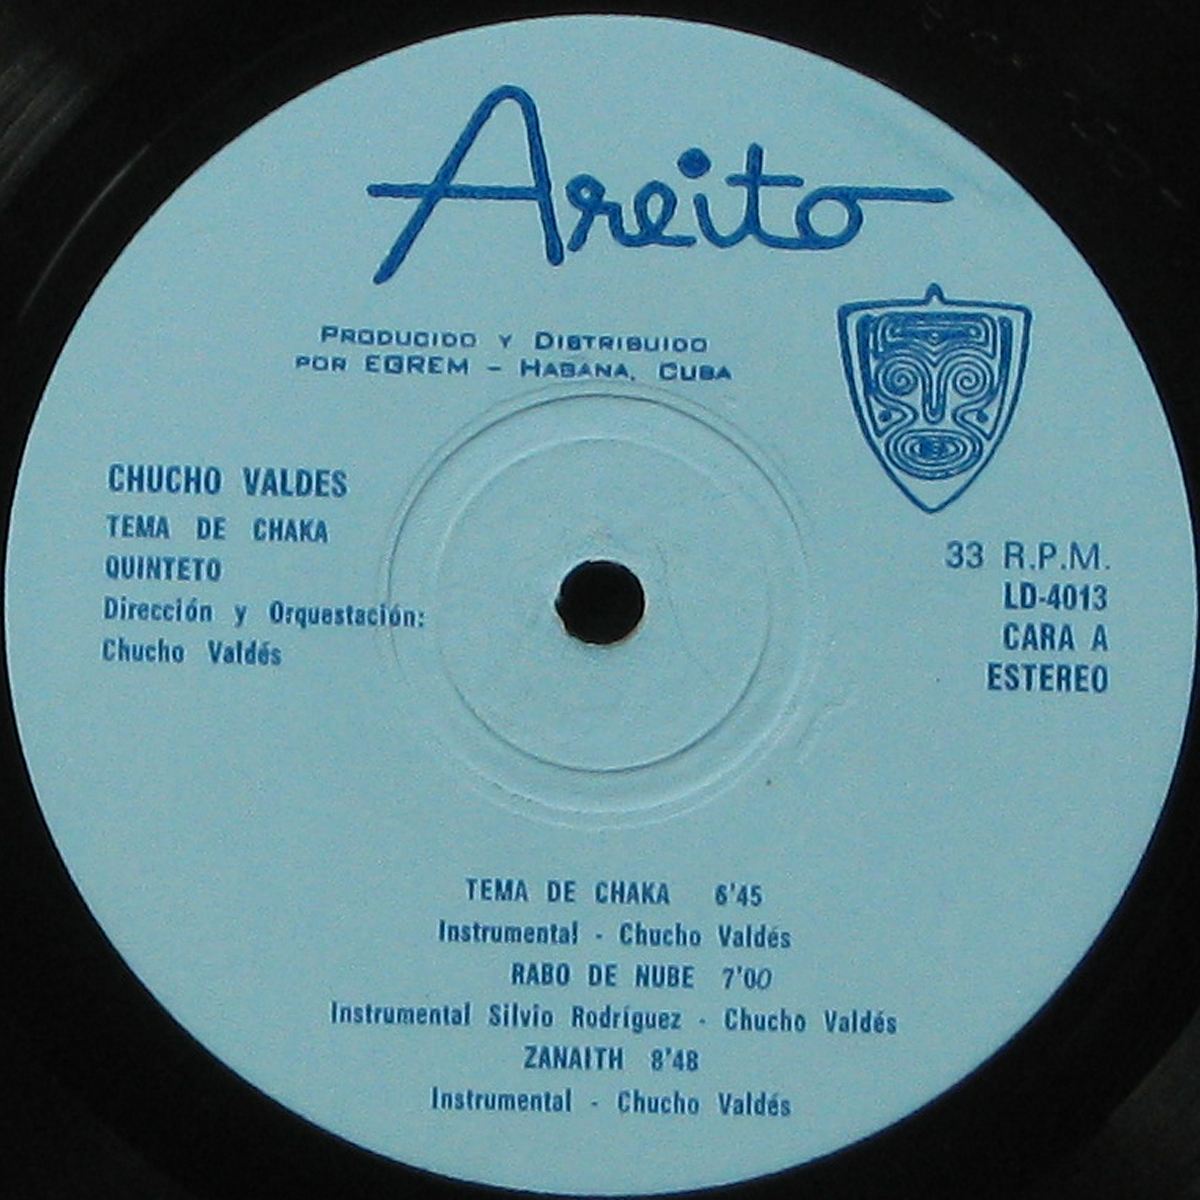 Areito
PRODUCIDO Y DISTRIBUIDO
POR EGREM - HABANA, CUBA
CHUCHO VALDES
TEMA DE CHAKA
QUINTETO
Dirección y Orquestación:
Chucho Valdés
33 R.P.M.
LD-4013
CARA A
ESTEREO
TEMA DE CHAKA 6'45
Instrumental - Chucho Valdés
RABO DE NUBE 7'00
Instrumental Silvio Rodríguez - Chucho Valdés
ZANAITH 8'48
Instrumental - Chucho Valdés